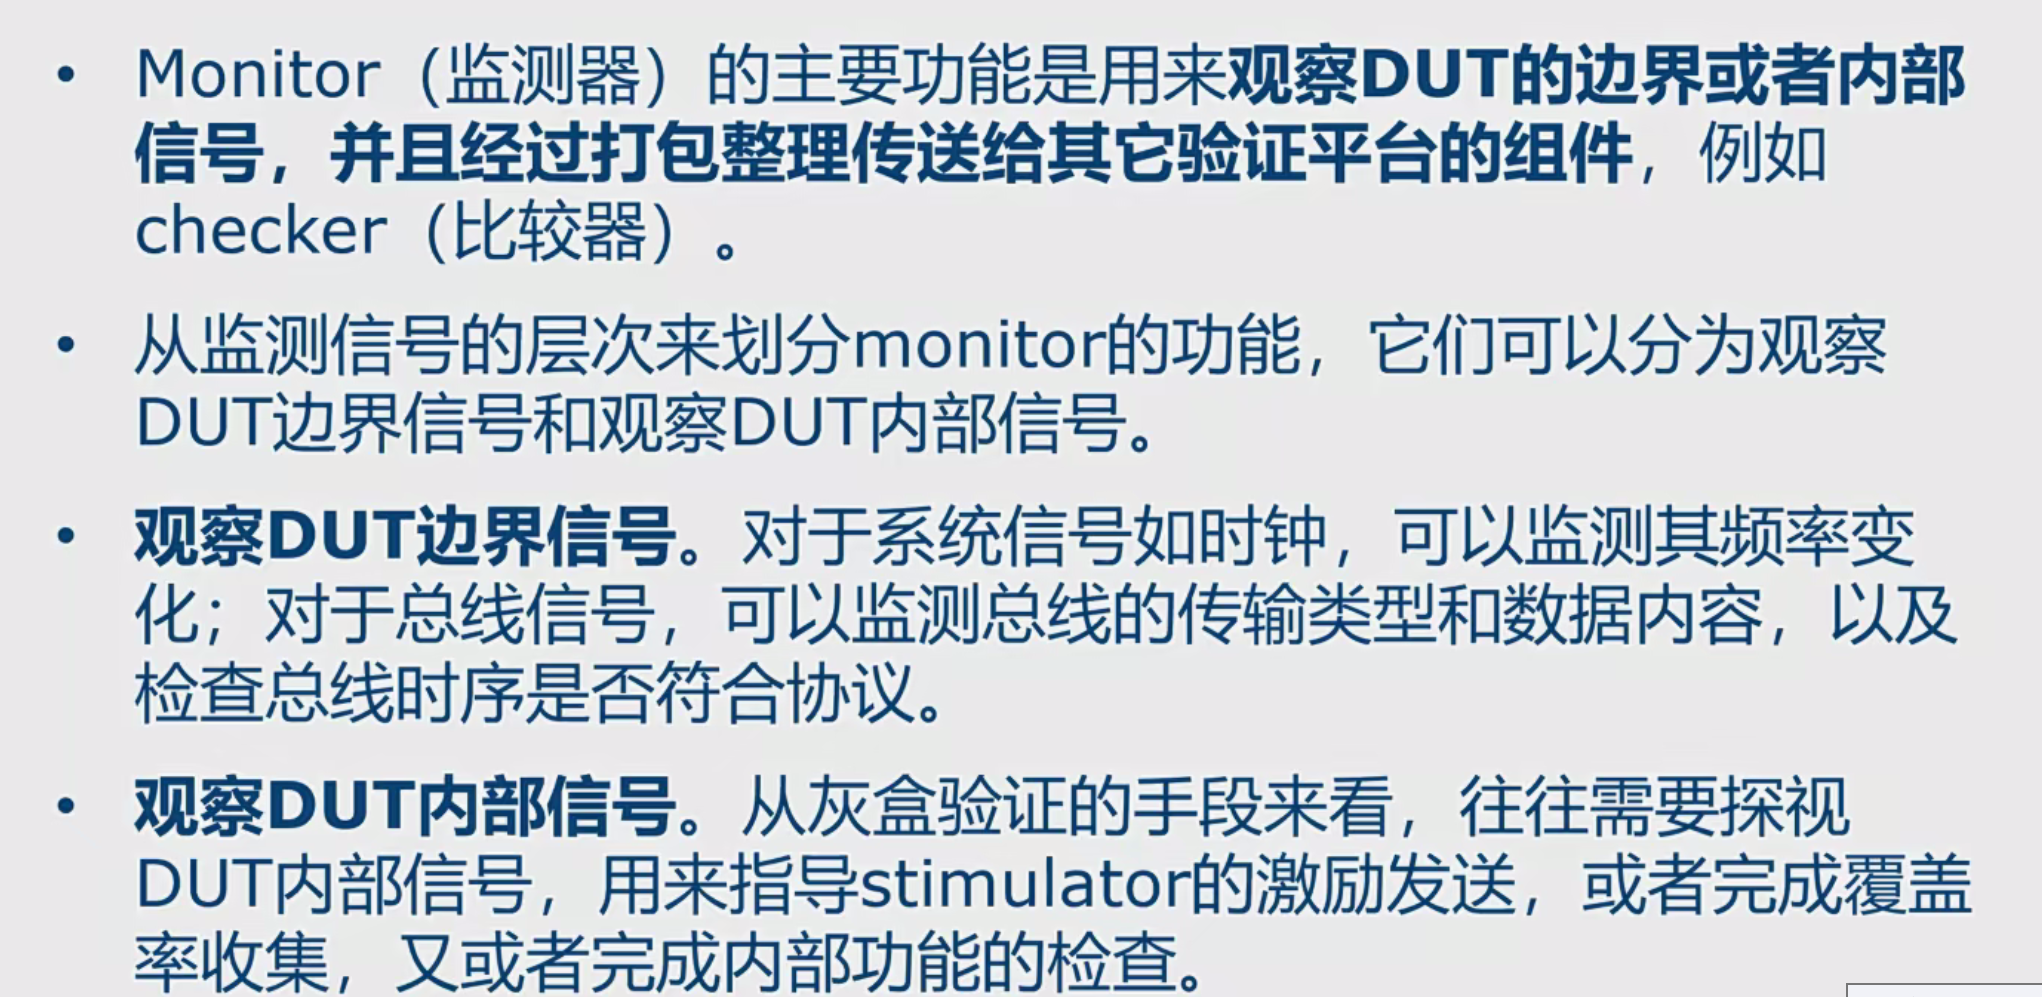 • Monitor（监测器）的主要功能是用来观察DUT的边界或者内部
信号，并且经过打包整理传送给其它验证平台的组件，例如
checker（比较器）。
• 从监测信号的层次来划分monitor的功能，它们可以分为观察
DUT边界信号和观察DUT内部信号。
• 观察DUT边界信号。对于系统信号如时钟，可以监测其频率变
化；对于总线信号，可以监测总线的传输类型和数据内容，以及
检查总线时序是否符合协议。
• 观察DUT内部信号。从灰盒验证的手段来看，往往需要探视
DUT内部信号，用来指导stimulator的激励发送，或者完成覆盖
率收集，又或者完成内部功能的检查。